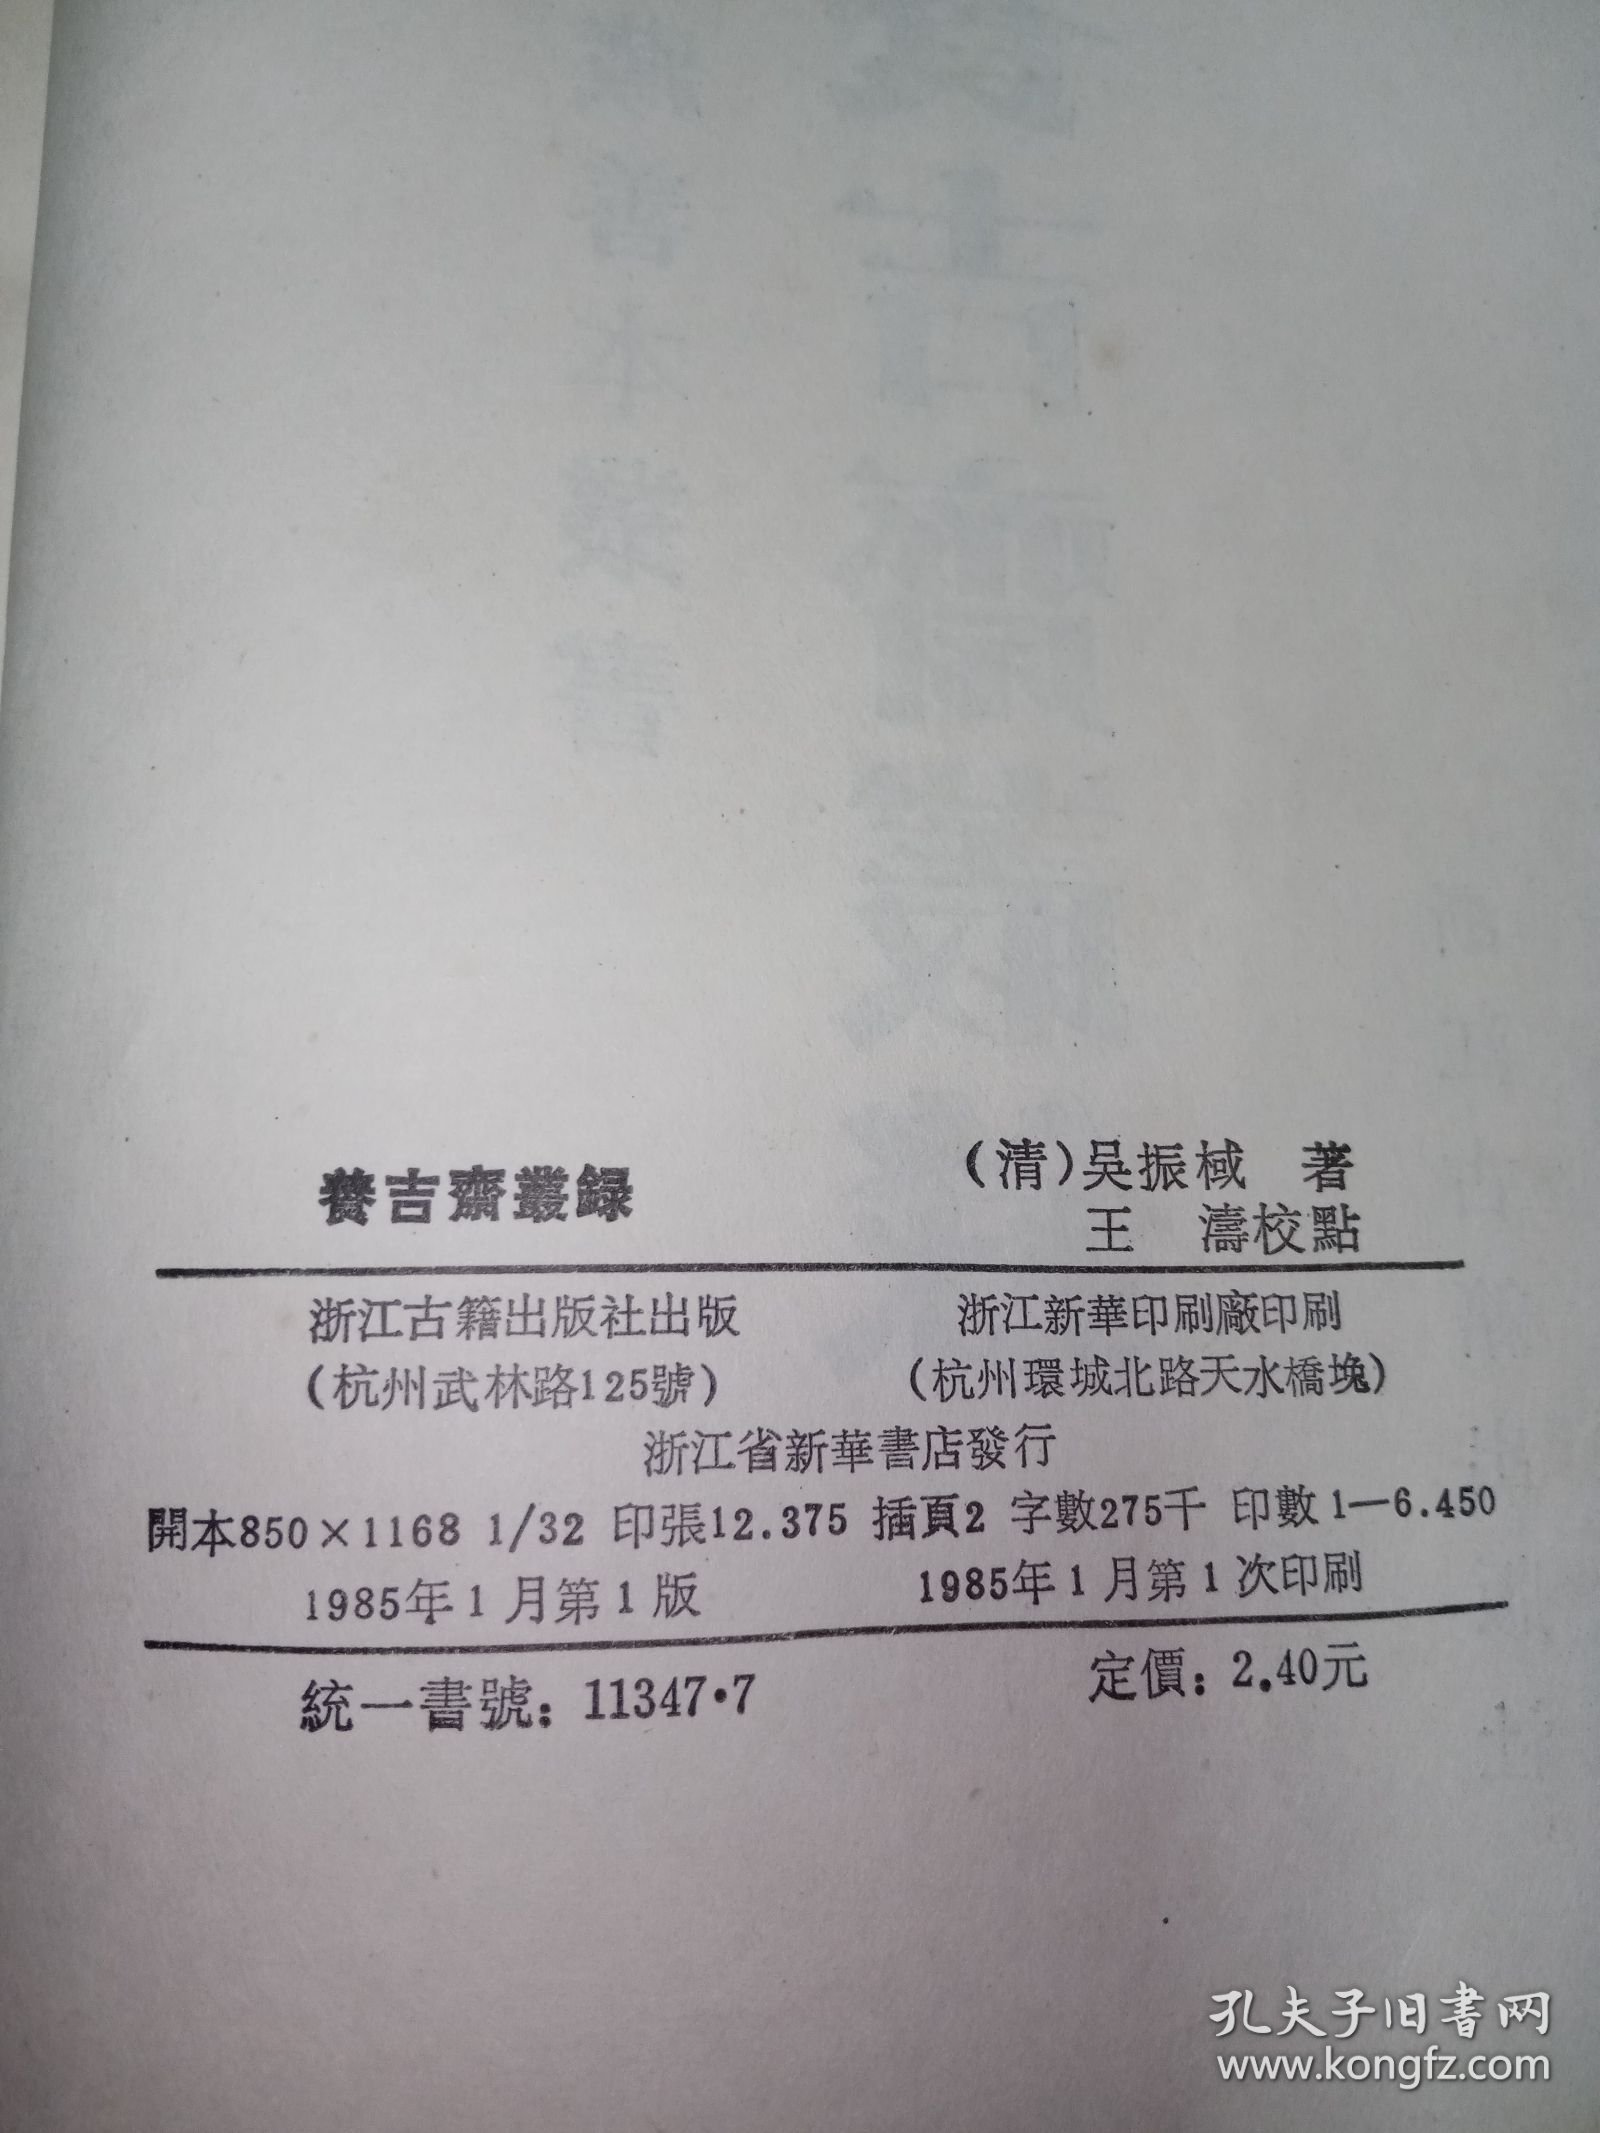 養吉齋叢録
(清)吳振棫 著
王 濤校點
浙江古籍出版社出版
(杭州武林路125號)
浙江新華印刷廠印刷
(杭州環城北路天水橋堍)
浙江省新華書店發行
開本850×1168 1/32 印張12.375 插頁2 字數275千 印數1—6.450
1985年1月第1版
1985年1月第1次印刷
統一書號：11347·7
定價：2.40元
孔夫子旧书网
www.kongfz.com